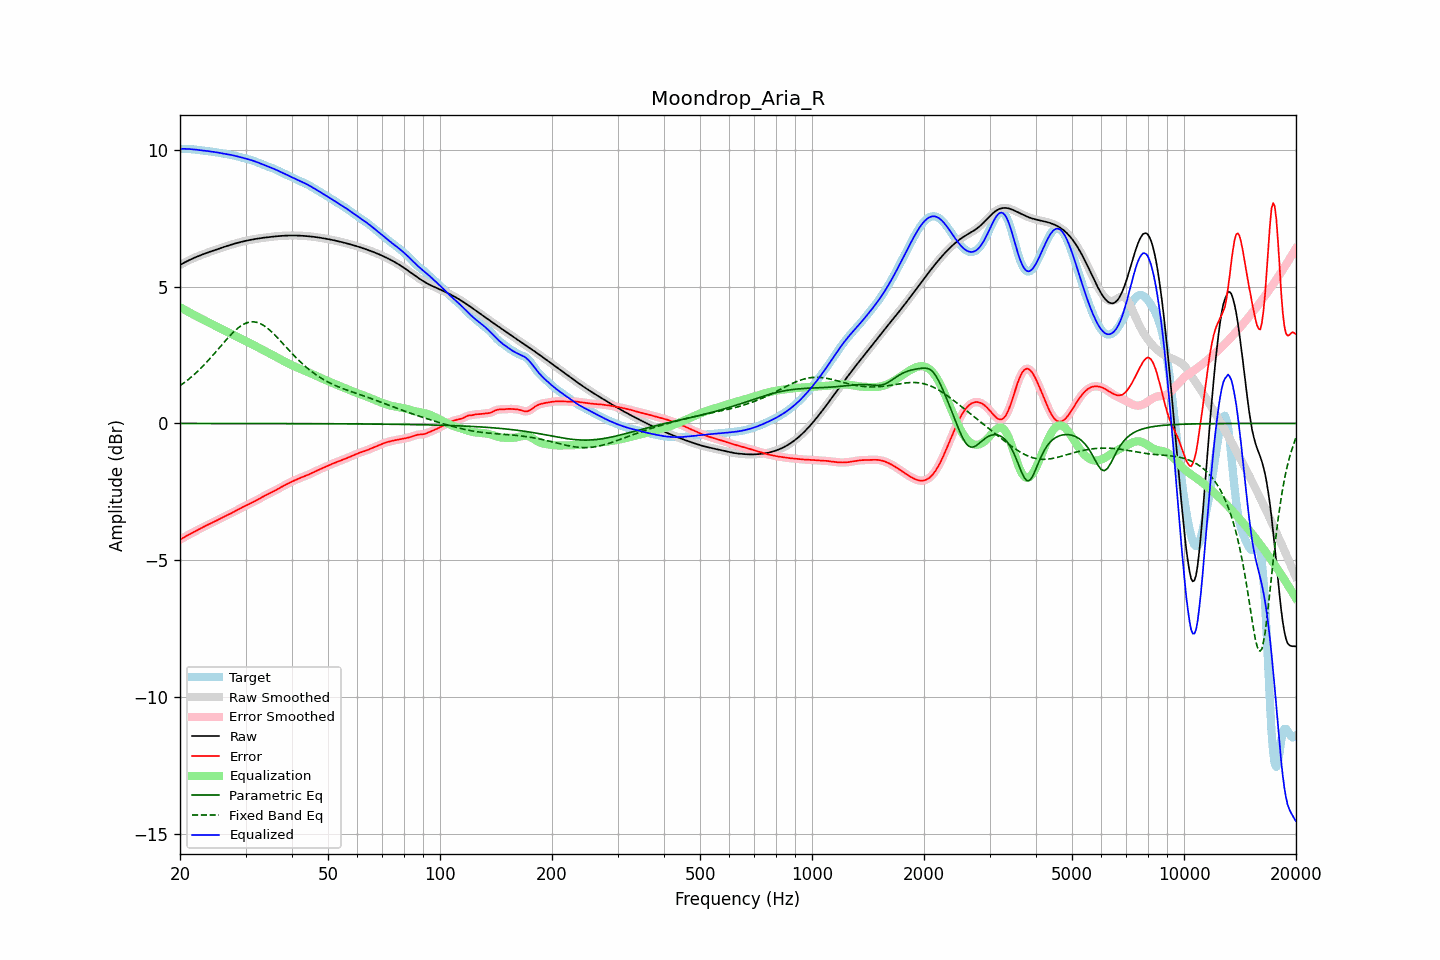 Moondrop_Aria_R
Amplitude (dBr)
10
5
0
−5
−10
−15
Target
Raw Smoothed
Error Smoothed
Raw
Error
Equalization
Parametric Eq
Fixed Band Eq
Equalized
20 50 100 200 500 1000 2000 5000 10000 20000
Frequency (Hz)